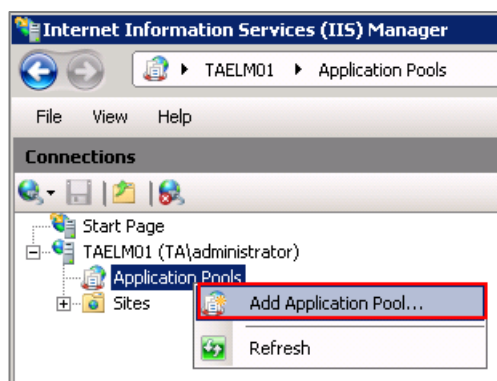 Internet Information Services (IIS) Manager
TAELM01 Application Pools
File View Help
Connections
Start Page
TAELM01 (TA\administrator)
Application Pools
Sites
Add Application Pool...
Refresh